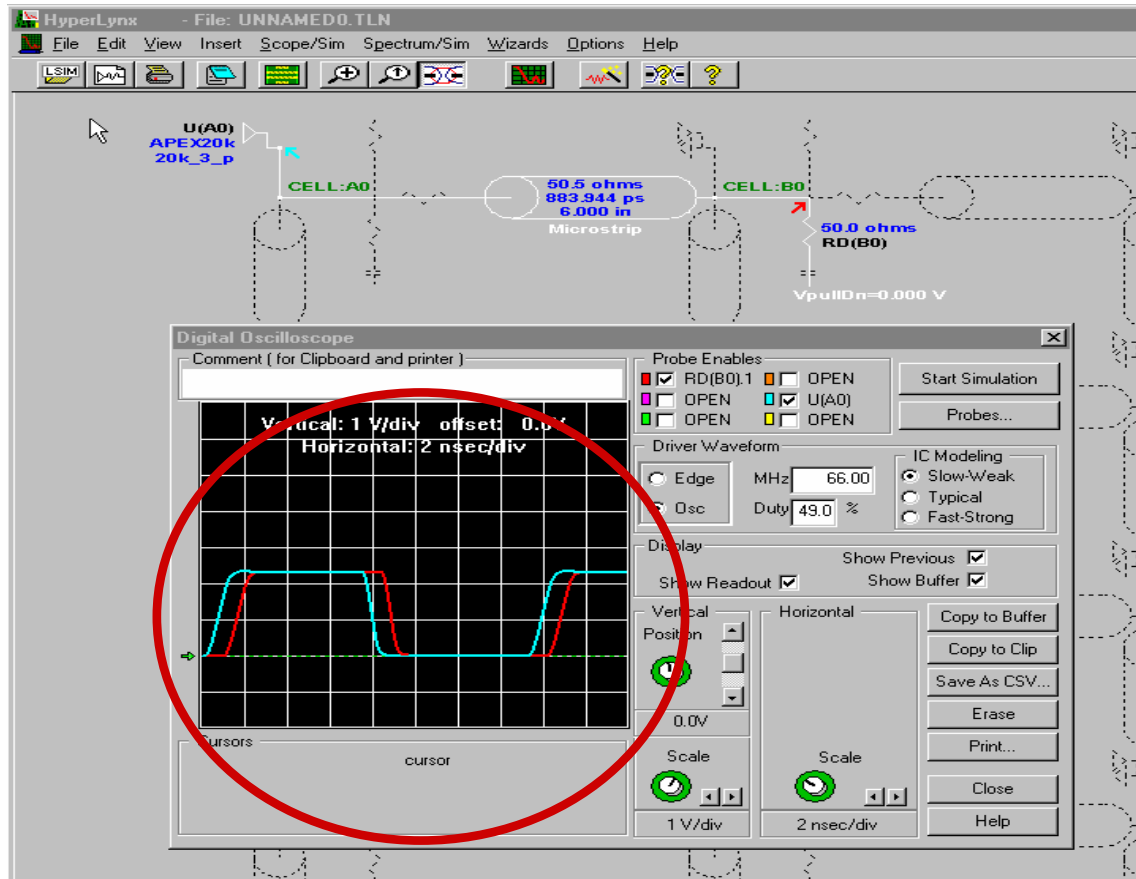 HyperLynx - File: UNNAMED0.TLN
File Edit View Insert Scope/Sim Spectrum/Sim Wizards Options Help
LSIM
U(A0)
APEX20k
20k_3_p
CELL:A0
50.5 ohms
883.944 ps
6.000 in
Microstrip
CELL:B0
50.0 ohms
RD(B0)
VpullDn=0.000 V
Digital Oscilloscope
Comment ( for Clipboard and printer )
Vertical: 1 V/div offset: 0.0V
Horizontal: 2 nsec/div
Cursors
cursor
Probe Enables
RD(B0).1 OPEN
OPEN U(A0)
OPEN OPEN
Start Simulation
Probes...
Driver Waveform
Edge MHz 66.00
Osc Duty 49.0 %
IC Modeling
Slow-Weak
Typical
Fast-Strong
Display
Show Previous
Show Readout Show Buffer
Vertical
Position
0.0V
Scale
1 V/div
Horizontal
Scale
2 nsec/div
Copy to Buffer
Copy to Clip
Save As CSV...
Erase
Print...
Close
Help